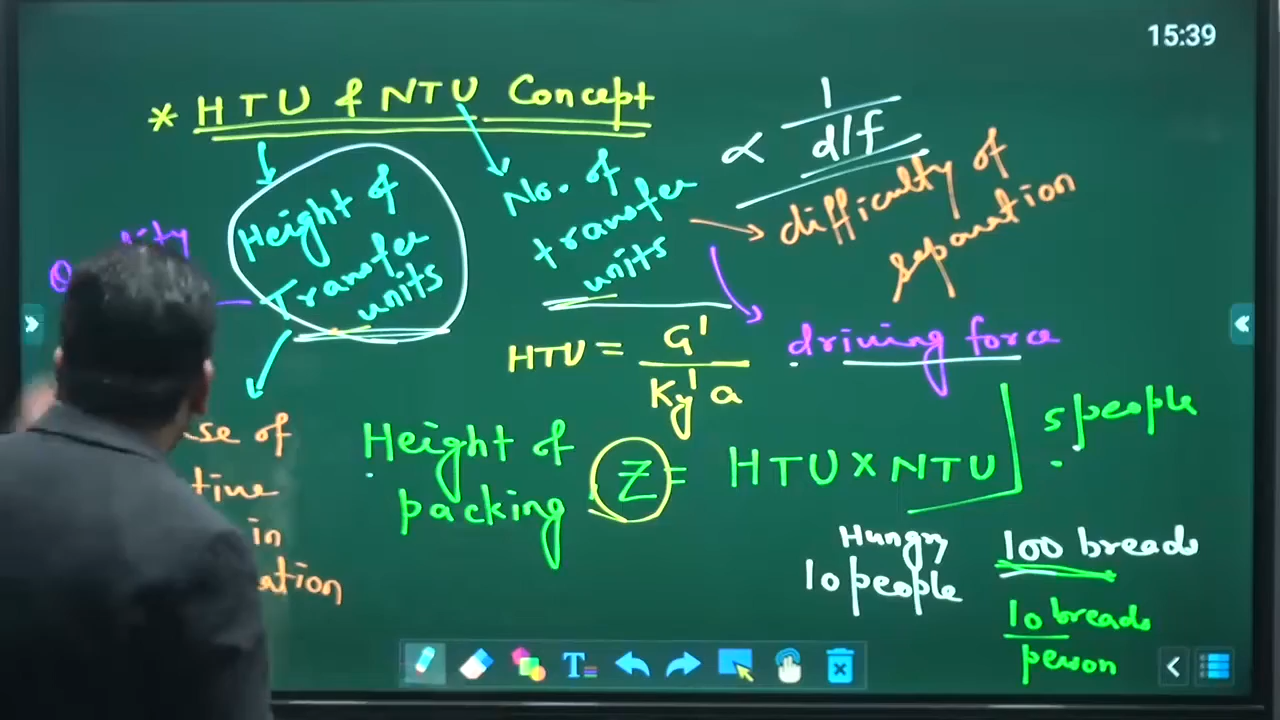 15:39
* HTU & NTU Concept
∝ 1 / d/f
Height of
Transfer
units
No. of
transfer
units
difficulty of
separation
driving force
HTU = G' / Ky' a
se of
tive
in
ation
Height of
packing
Z = HTU x NTU
5 people
Hungry
10 people
100 breads
10 breads
person